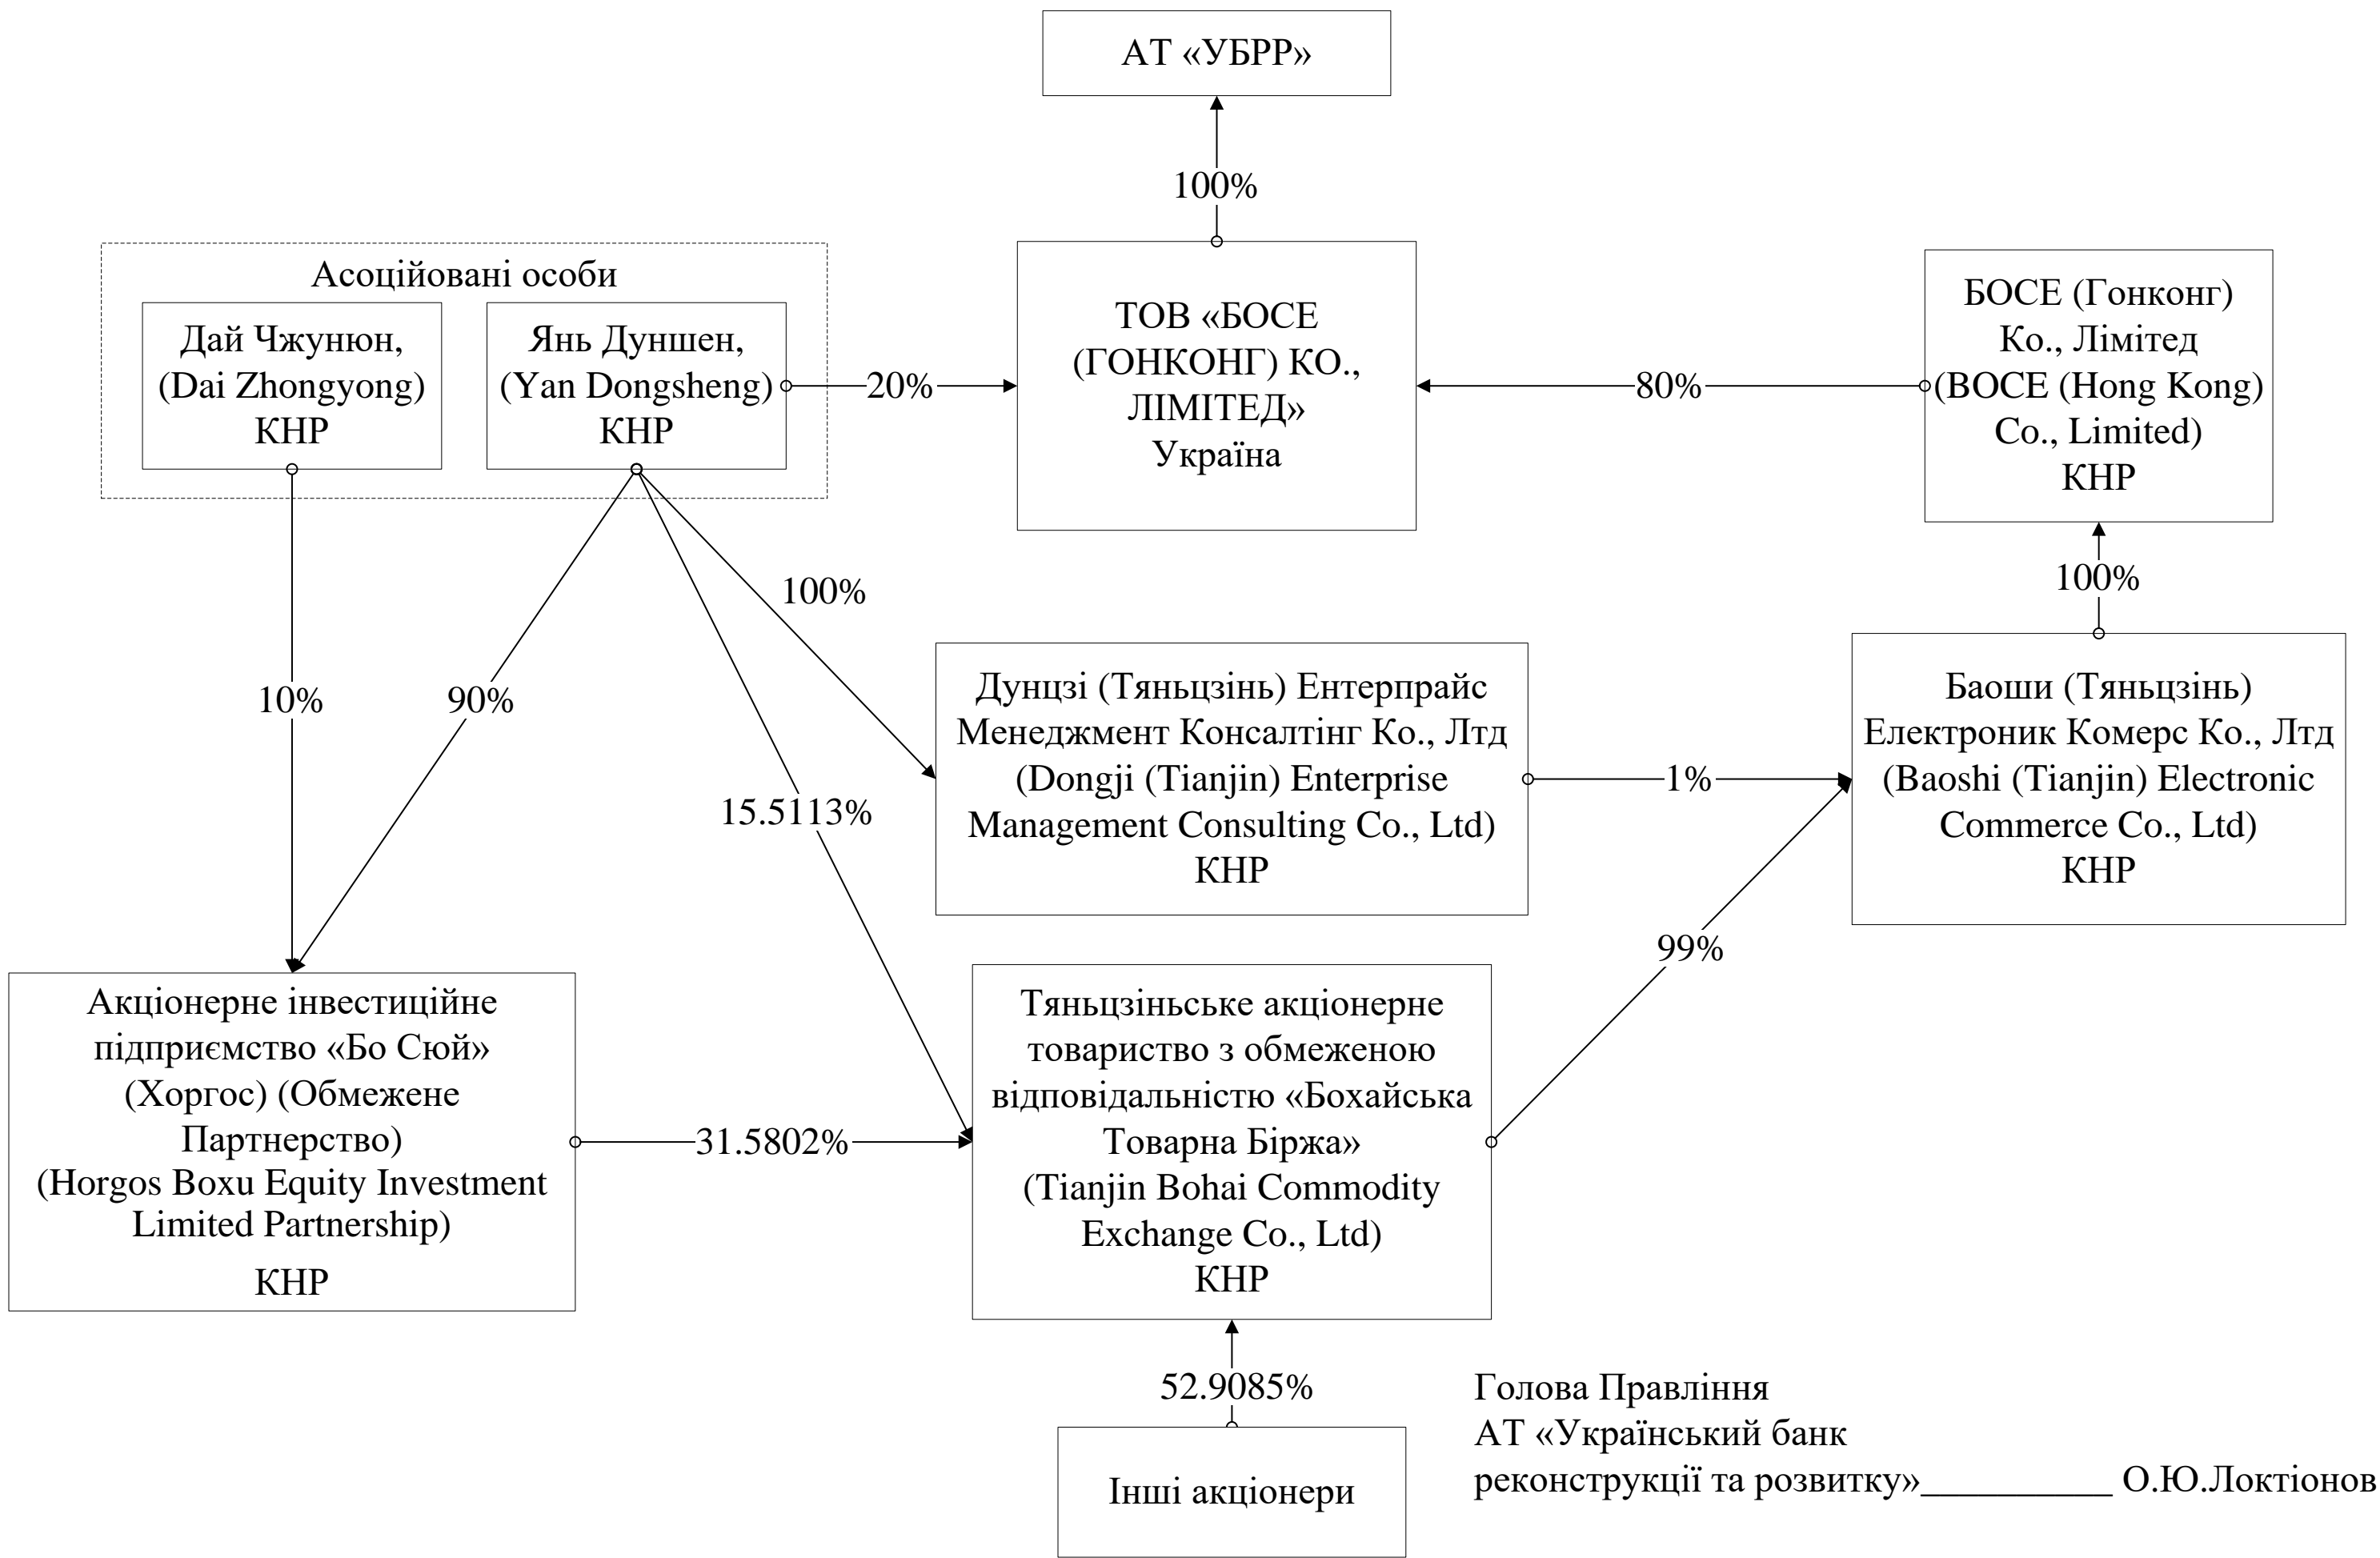 АТ «УБРР»
100%
Асоційовані особи
Дай Чжунюн,
(Dai Zhongyong)
КНР
Янь Дуншен,
(Yan Dongsheng)
КНР
20%
ТОВ «БОСЕ
(ГОНКОНГ) КО.,
ЛІМІТЕД»
Україна
80%
БОСЕ (Гонконг)
Ко., Лімітед
(BOCE (Hong Kong)
Co., Limited)
КНР
100%
100%
10%
90%
15.5113%
Дунцзі (Тяньцзінь) Ентерпрайс
Менеджмент Консалтінг Ко., Лтд
(Dongji (Tianjin) Enterprise
Management Consulting Co., Ltd)
КНР
1%
Баоши (Тяньцзінь)
Електроник Комерс Ко., Лтд
(Baoshi (Tianjin) Electronic
Commerce Co., Ltd)
КНР
99%
Акціонерне інвестиційне
підприємство «Бо Сюй»
(Хоргос) (Обмежене
Партнерство)
(Horgos Boxu Equity Investment
Limited Partnership)
КНР
31.5802%
Тяньцзіньське акціонерне
товариство з обмеженою
відповідальністю «Бохайська
Товарна Біржа»
(Tianjin Bohai Commodity
Exchange Co., Ltd)
КНР
52.9085%
Інші акціонери
Голова Правління
АТ «Український банк
реконструкції та розвитку»__________ О.Ю.Локтіонов